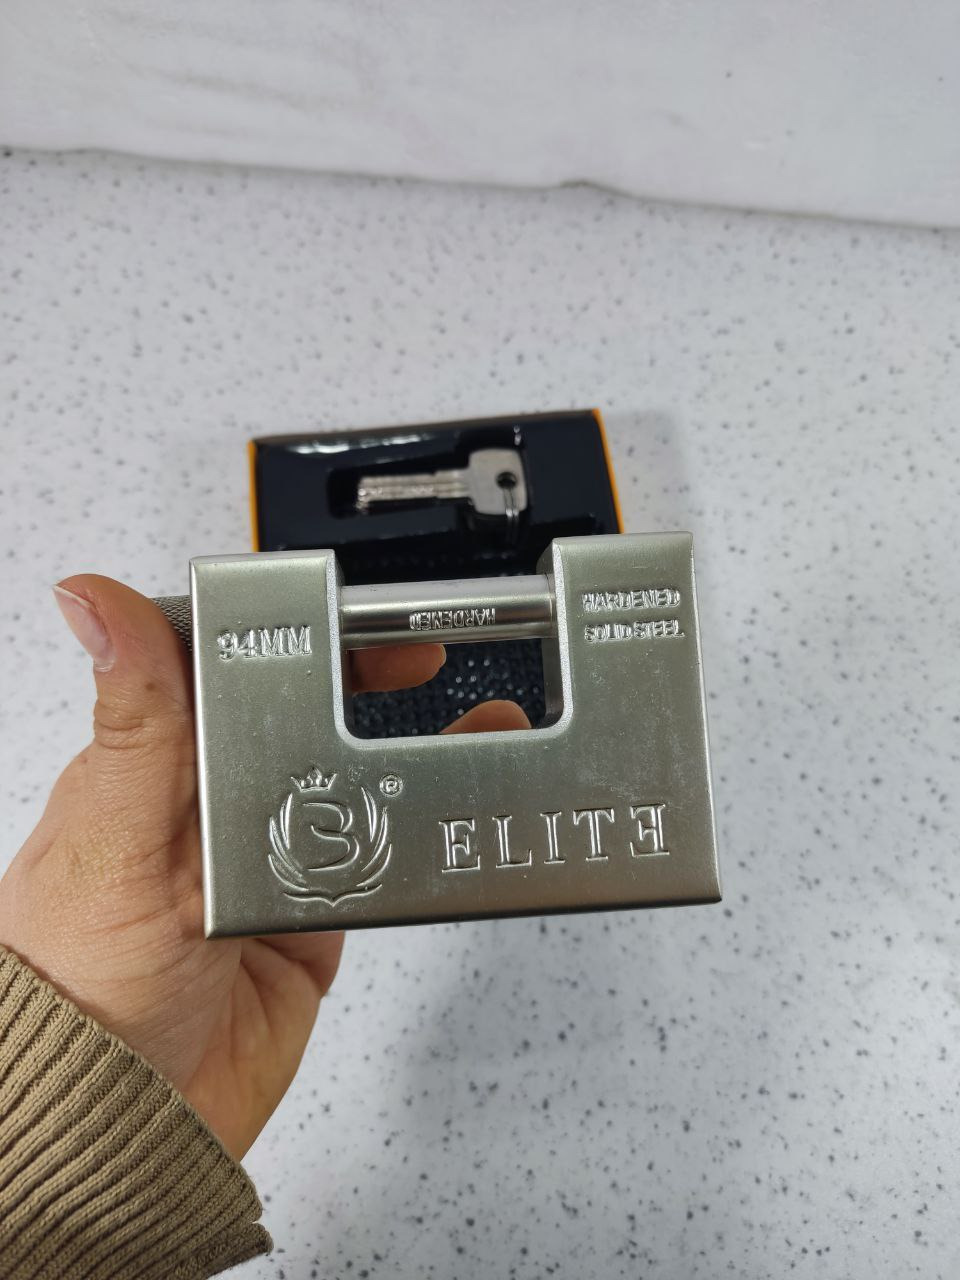 94MM
HARDENED
HARDENED
SOLID STEEL
B ®
ELITE